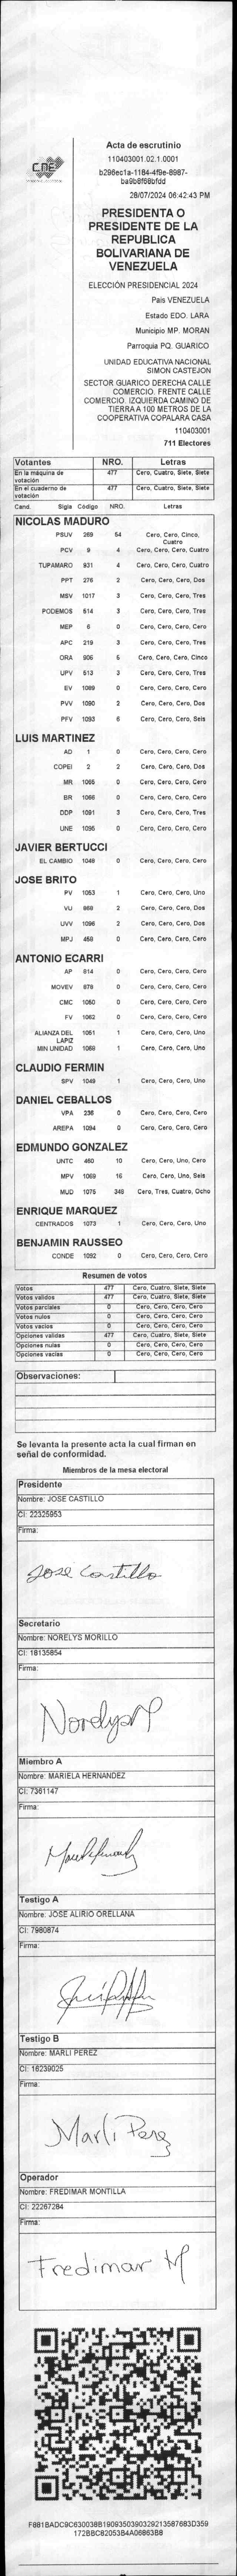 CNE
Acta de escrutinio
110403001.02.1.0001
b296ec1a-1184-4f9e-8987-
ba9b8f68bfdd
28/07/2024 06:42:43 PM
PRESIDENTA O
PRESIDENTE DE LA
REPUBLICA
BOLIVARIANA DE
VENEZUELA
ELECCIÓN PRESIDENCIAL 2024
Pais VENEZUELA
Estado EDO. LARA
Municipio MP. MORAN
Parroquia PQ. GUARICO
UNIDAD EDUCATIVA NACIONAL
SIMON CASTEJON
SECTOR GUARICO DERECHA CALLE
COMERCIO. FRENTE CALLE
COMERCIO. IZQUIERDA CAMINO DE
TIERRA A 100 METROS DE LA
COOPERATIVA COPALARA CASA
110403001
711 Electores
Votantes NRO. Letras
En la máquina de votación 477 Cero, Cuatro, Siete, Siete
En el cuaderno de votación 477 Cero, Cuatro, Siete, Siete
Cand. Sigla Código NRO. Letras
NICOLAS MADURO
PSUV 269 54 Cero, Cero, Cinco, Cuatro
PCV 9 4 Cero, Cero, Cero, Cuatro
TUPAMARO 931 4 Cero, Cero, Cero, Cuatro
PPT 276 2 Cero, Cero, Cero, Dos
MSV 1017 3 Cero, Cero, Cero, Tres
PODEMOS 514 3 Cero, Cero, Cero, Tres
MEP 6 0 Cero, Cero, Cero, Cero
APC 219 3 Cero, Cero, Cero, Tres
ORA 906 5 Cero, Cero, Cero, Cinco
UPV 513 3 Cero, Cero, Cero, Tres
EV 1089 0 Cero, Cero, Cero, Cero
PVV 1090 2 Cero, Cero, Cero, Dos
PFV 1093 6 Cero, Cero, Cero, Seis
LUIS MARTINEZ
AD 1 0 Cero, Cero, Cero, Cero
COPEI 2 2 Cero, Cero, Cero, Dos
MR 1065 0 Cero, Cero, Cero, Cero
BR 1066 0 Cero, Cero, Cero, Cero
DDP 1091 3 Cero, Cero, Cero, Tres
UNE 1095 0 Cero, Cero, Cero, Cero
JAVIER BERTUCCI
EL CAMBIO 1046 0 Cero, Cero, Cero, Cero
JOSE BRITO
PV 1053 1 Cero, Cero, Cero, Uno
VU 869 2 Cero, Cero, Cero, Dos
UVV 1096 2 Cero, Cero, Cero, Dos
MPJ 459 0 Cero, Cero, Cero, Cero
ANTONIO ECARRI
AP 814 0 Cero, Cero, Cero, Cero
MOVEV 878 0 Cero, Cero, Cero, Cero
CMC 1050 0 Cero, Cero, Cero, Cero
FV 1062 0 Cero, Cero, Cero, Cero
ALIANZA DEL LAPIZ 1051 1 Cero, Cero, Cero, Uno
MIN UNIDAD 1068 1 Cero, Cero, Cero, Uno
CLAUDIO FERMIN
SPV 1049 1 Cero, Cero, Cero, Uno
DANIEL CEBALLOS
VPA 236 0 Cero, Cero, Cero, Cero
AREPA 1094 0 Cero, Cero, Cero, Cero
EDMUNDO GONZALEZ
UNTC 460 10 Cero, Cero, Uno, Cero
MPV 1069 16 Cero, Cero, Uno, Seis
MUD 1075 348 Cero, Tres, Cuatro, Ocho
ENRIQUE MARQUEZ
CENTRADOS 1073 1 Cero, Cero, Cero, Uno
BENJAMIN RAUSSEO
CONDE 1092 0 Cero, Cero, Cero, Cero
Resumen de votos
Votos 477 Cero, Cuatro, Siete, Siete
Votos validos 477 Cero, Cuatro, Siete, Siete
Votos parciales 0 Cero, Cero, Cero, Cero
Votos nulos 0 Cero, Cero, Cero, Cero
Votos vacios 0 Cero, Cero, Cero, Cero
Opciones validas 477 Cero, Cuatro, Siete, Siete
Opciones nulas 0 Cero, Cero, Cero, Cero
Opciones vacias 0 Cero, Cero, Cero, Cero
Observaciones:
Se levanta la presente acta la cual firman en
señal de conformidad.
Miembros de la mesa electoral
Presidente
Nombre: JOSE CASTILLO
CI: 22325953
Firma:
José Castillo
Secretario
Nombre: NORELYS MORILLO
CI: 18135854
Firma:
Norelys M
Miembro A
Nombre: MARIELA HERNANDEZ
CI: 7361147
Firma:
Testigo A
Nombre: JOSE ALIRIO ORELLANA
CI: 7980874
Firma:
Testigo B
Nombre: MARLI PEREZ
CI: 16239025
Firma:
Marli Perez
Operador
Nombre: FREDIMAR MONTILLA
CI: 22267284
Firma:
Fredimar M
F881BADC9C630038B1909350390329213587683D359
172BBC82053B4A06863B8